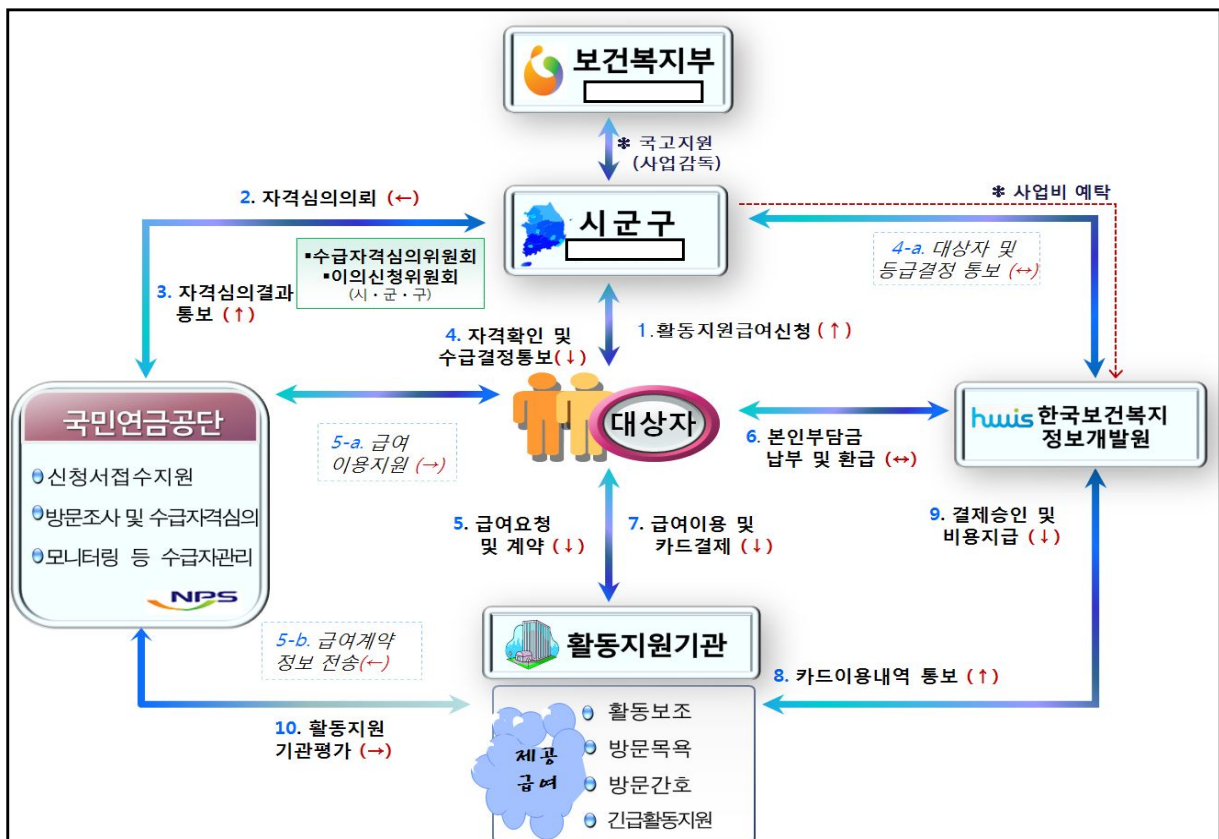 보건복지부
* 국고지원
(사업감독)
2. 자격심의의뢰 (←)
* 사업비 예탁
시군구
4-a. 대상자 및
등급결정 통보 (↔)
▪수급자격심의위원회
▪이의신청위원회
(시・군・구)
3. 자격심의결과
통보 (↑)
4. 자격확인 및
수급결정통보(↓)
1.활동지원급여신청 (↑)
국민연금공단
신청서접수지원
방문조사 및 수급자격심의
모니터링 등 수급자관리
NPS
5-a. 급여
이용지원 (→)
대상자
6. 본인부담금
납부 및 환급 (↔)
hwis 한국보건복지
정보개발원
5. 급여요청
및 계약 (↓)
7. 급여이용 및
카드결제 (↓)
9. 결제승인 및
비용지급 (↓)
5-b. 급여계약
정보 전송(←)
활동지원기관
8. 카드이용내역 통보 (↑)
10. 활동지원
기관평가 (→)
제공
급여
활동보조
방문목욕
방문간호
긴급활동지원